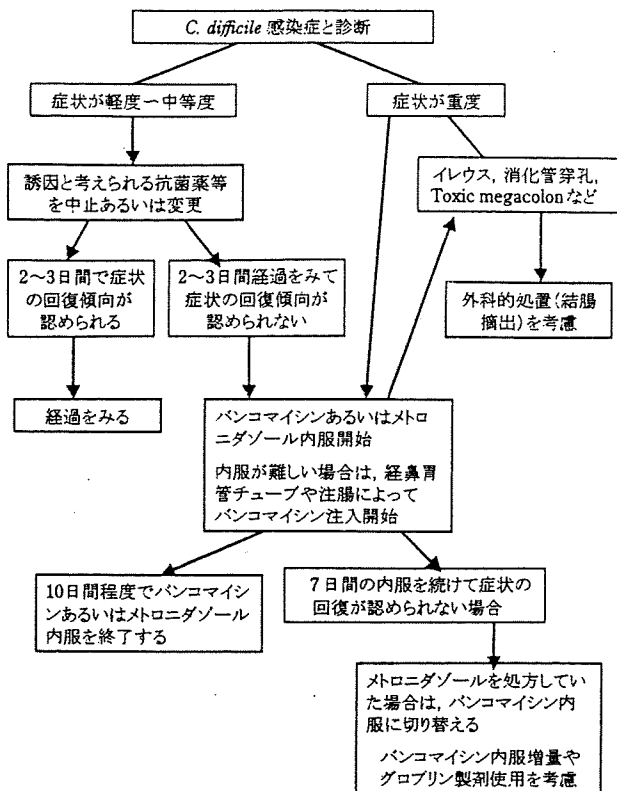 C. difficile 感染症と診断
症状が軽度～中等度
症状が重度
誘因と考えられる抗菌薬等
を中止あるいは変更
イレウス, 消化管穿孔,
Toxic megacolonなど
2～3日間で症状
の回復傾向が
認められる
2～3日間経過をみて
症状の回復傾向が
認められない
外科的処置(結腸
摘出)を考慮
経過をみる
バンコマイシンあるいはメトロ
ニダゾール内服開始
内服が難しい場合は, 経鼻胃
管チューブや注腸によって
バンコマイシン注入開始
10日間程度でバンコマイシ
ンあるいはメトロニダゾール
内服を終了する
7日間の内服を続けて症状の
回復が認められない場合
メトロニダゾールを処方してい
た場合は, バンコマイシン内
服に切り替える
バンコマイシン内服増量や
グロブリン製剤使用を考慮